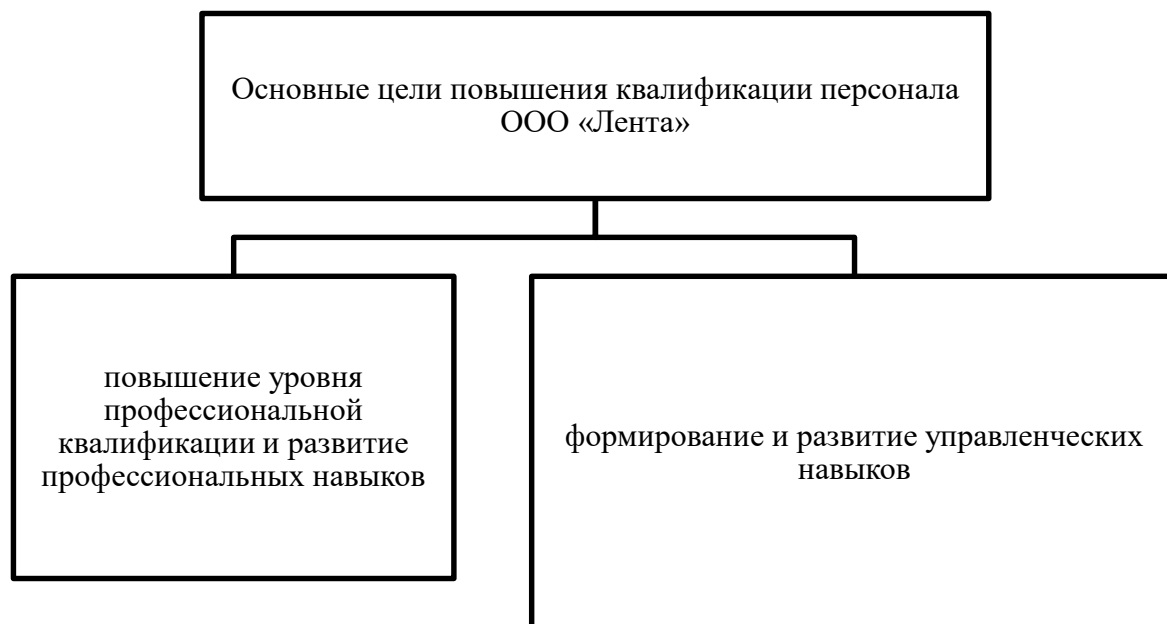 Основные цели повышения квалификации персонала
ООО «Лента»
повышение уровня
профессиональной
квалификации и развитие
профессиональных навыков
формирование и развитие управленческих
навыков